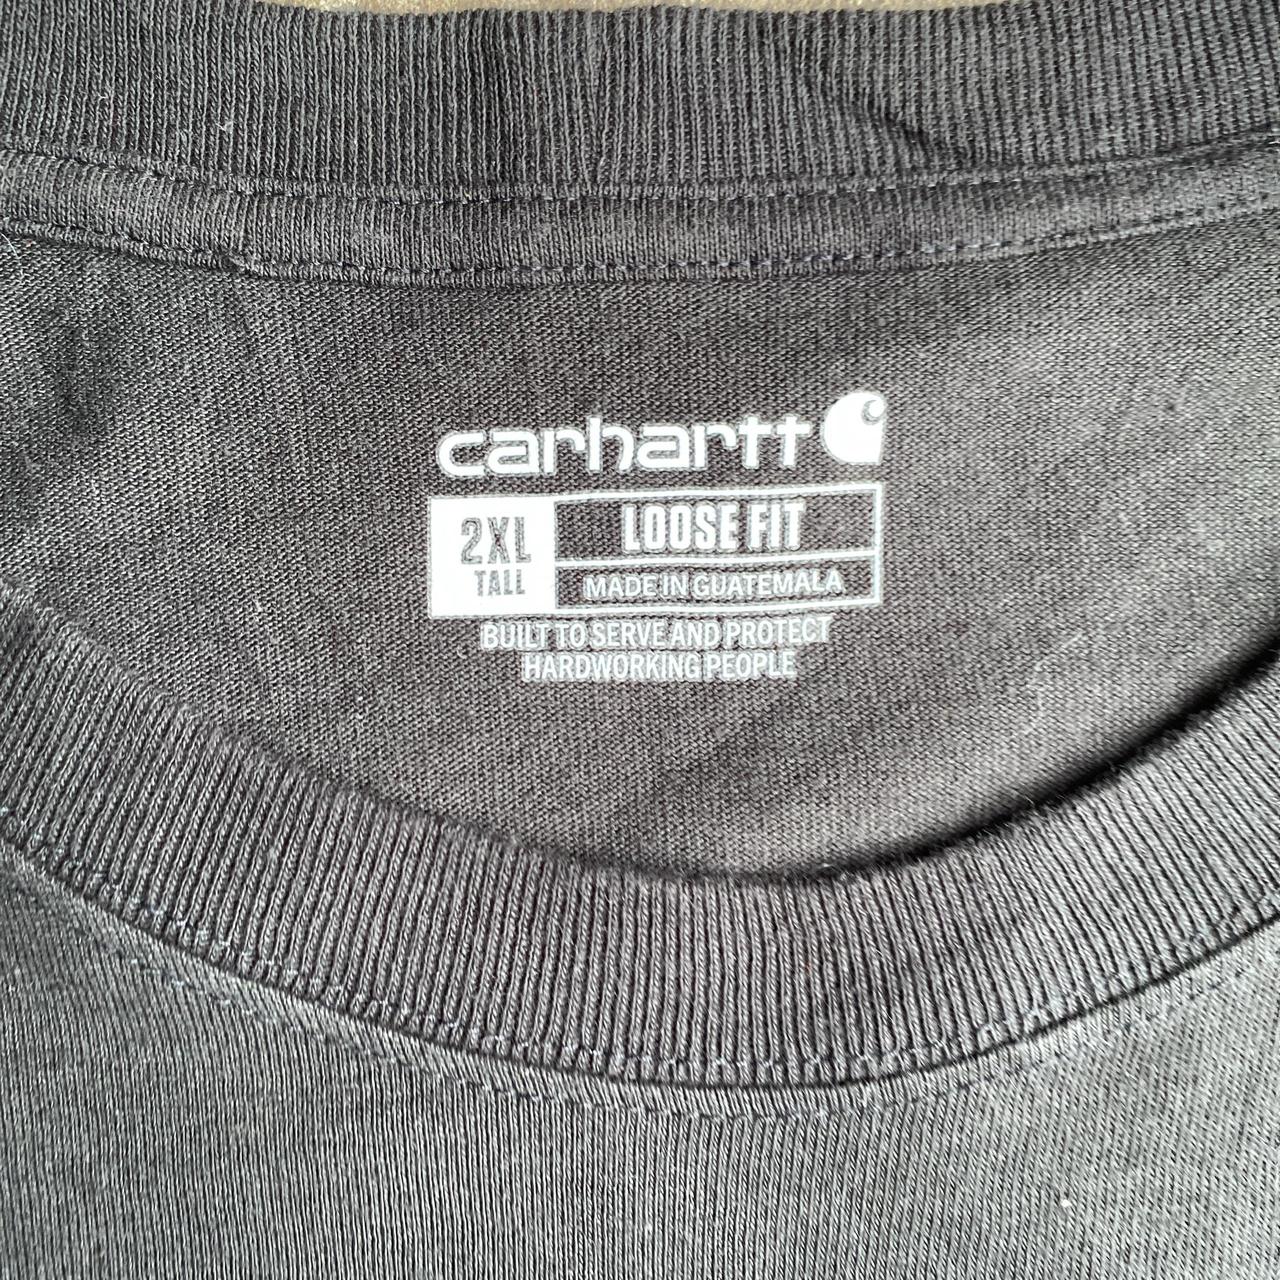 carhartt
2XL
TALL
LOOSE FIT
MADE IN GUATEMALA
BUILT TO SERVE AND PROTECT
HARDWORKING PEOPLE